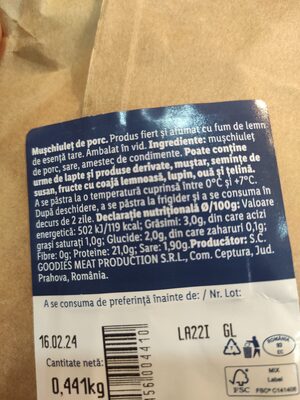 Mușchiuleț de porc. Produs fiert și afumat cu fum de lemn
de esență tare. Ambalat în vid. Ingrediente: mușchiuleț
de porc, sare, amestec de condimente. Poate conține
urme de lapte și produse derivate, muștar, semințe de
susan, fructe cu coajă lemnoasă, lupin, ouă și țelină.
A se păstra la o temperatură cuprinsă între 0°C și +7°C.
După deschidere, a se păstra la frigider și a se consuma în
decurs de 2 zile. Declarație nutrițională Ø/100g: Valoare
energetică: 502 kJ/119 kcal; Grăsimi: 3,0g, din care acizi
grași saturați 1,0g; Glucide: 2,0g, din care zaharuri 0,1g;
Fibre: 0g; Proteine: 21,0g; Sare: 1,90g. Producător: S.C.
GOODIES MEAT PRODUCTION S.R.L., Com. Ceptura, Jud.
Prahova, România.
A se consuma de preferință înainte de: / Nr. Lot:
16.02.24
LA22I GL
Cantitate netă:
0,441kg
560004410
ROMÂNIA
MIX
Label
FSC
FSC® C141408